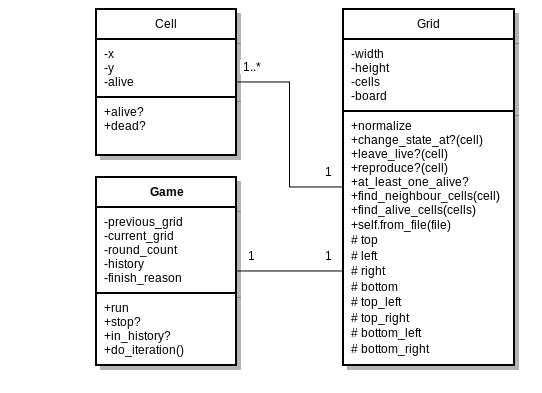 Cell
-x
-y
-alive
+alive?
+dead?
1..*
Game
-previous_grid
-current_grid
-round_count
-history
-finish_reason
+run
+stop?
+in_history?
+do_iteration()
1
1
1
Grid
-width
-height
-cells
-board
+normalize
+change_state_at?(cell)
+leave_live?(cell)
+reproduce?(cell)
+at_least_one_alive?
+find_neighbour_cells(cell)
+find_alive_cells(cells)
+self.from_file(file)
# top
# left
# right
# bottom
# top_left
# top_right
# bottom_left
# bottom_right